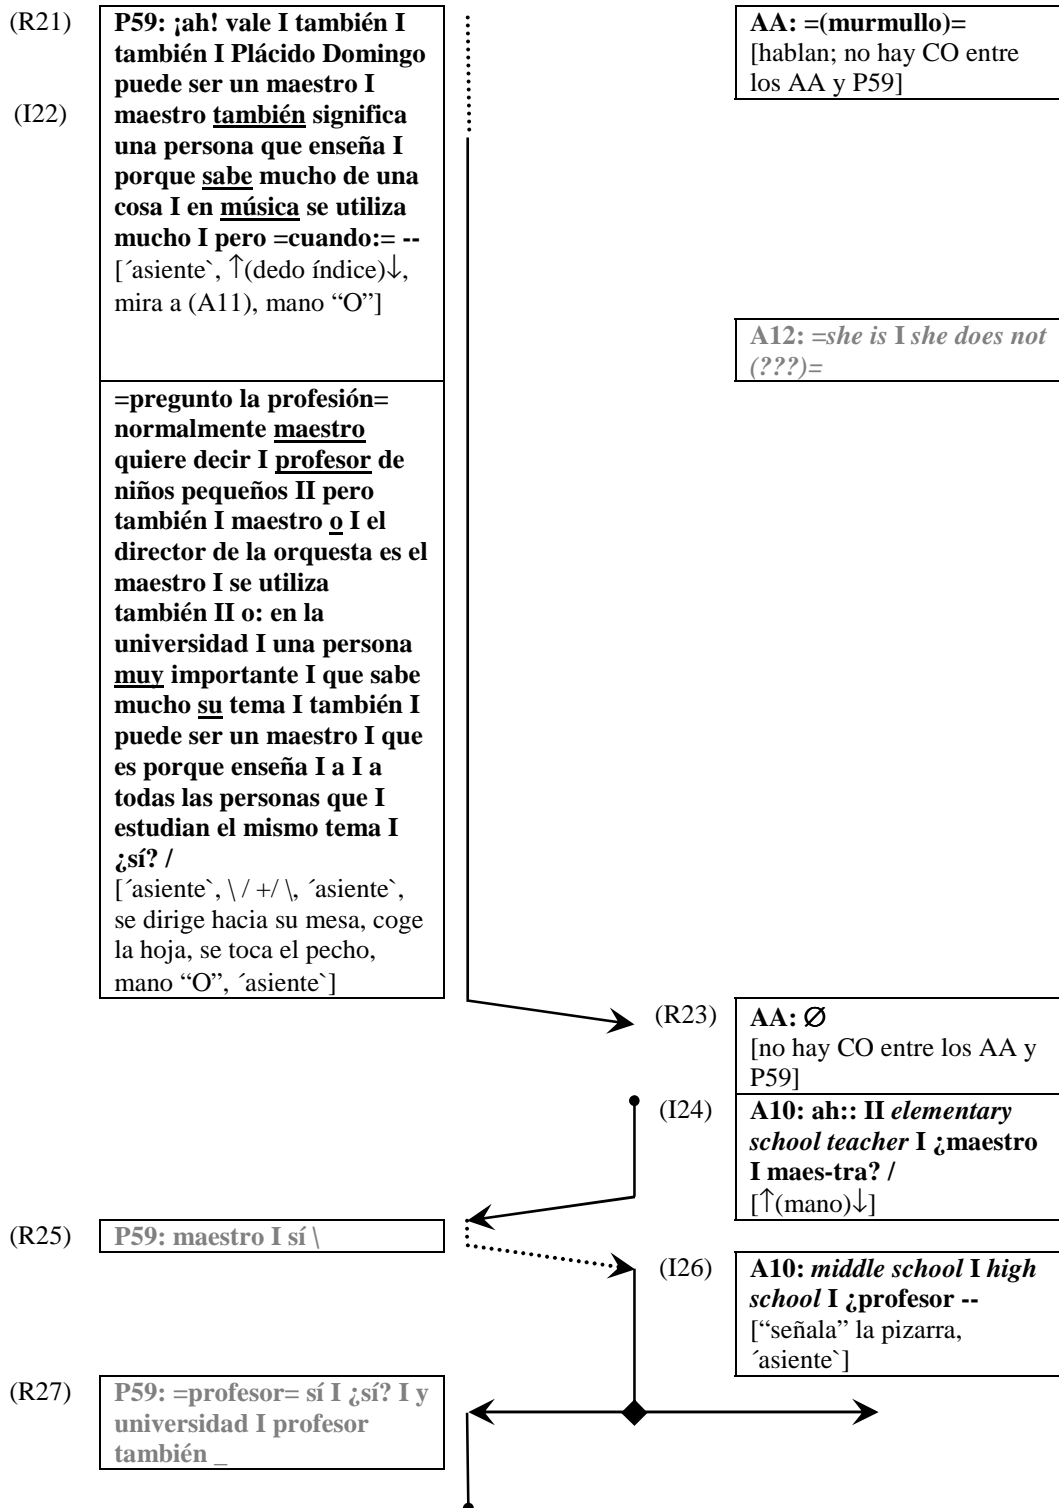 (R21)
P59: ¡ah! vale I también I
también I Plácido Domingo
puede ser un maestro I
(I22)
maestro también significa
una persona que enseña I
porque sabe mucho de una
cosa I en música se utiliza
mucho I pero =cuando:= --
[´asiente`, ↑(dedo índice)↓,
mira a (A11), mano “O”]
AA: =(murmullo)=
[hablan; no hay CO entre
los AA y P59]
A12: =she is I she does not
(???)=
=pregunto la profesión=
normalmente maestro
quiere decir I profesor de
niños pequeños II pero
también I maestro o I el
director de la orquesta es el
maestro I se utiliza
también II o: en la
universidad I una persona
muy importante I que sabe
mucho su tema I también I
puede ser un maestro I que
es porque enseña I a I a
todas las personas que I
estudian el mismo tema I
¿sí? /
[´asiente`, \ / +/ \, ´asiente`,
se dirige hacia su mesa, coge
la hoja, se toca el pecho,
mano “O”, ´asiente`]
(R23)
AA: ∅
[no hay CO entre los AA y
P59]
(I24)
A10: ah:: II elementary
school teacher I ¿maestro
I maes-tra? /
[↑(mano)↓]
(R25)
P59: maestro I sí \
(I26)
A10: middle school I high
school I ¿profesor --
[“señala” la pizarra,
´asiente`]
(R27)
P59: =profesor= sí I ¿sí? I y
universidad I profesor
también _